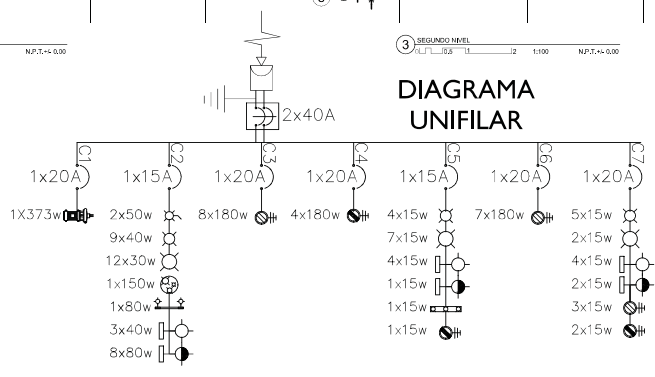 3 SEGUNDO NIVEL
0 0.5 1 2 1:100 N.P.T.+/- 0.00
N.P.T.+/- 0.00
DIAGRAMA
UNIFILAR
2x40A
C1 C2 C3 C4 C5 C6 C7
1x20A 1x15A 1x20A 1x20A 1x15A 1x20A 1x20A
1X373w 2x50w 8x180w 4x180w 4x15w 7x180w 5x15w
9x40w 7x15w 2x15w
12x30w 4x15w 4x15w
1x150w 1x15w 2x15w
1x80w 1x15w 3x15w
3x40w 1x15w 2x15w
8x80w